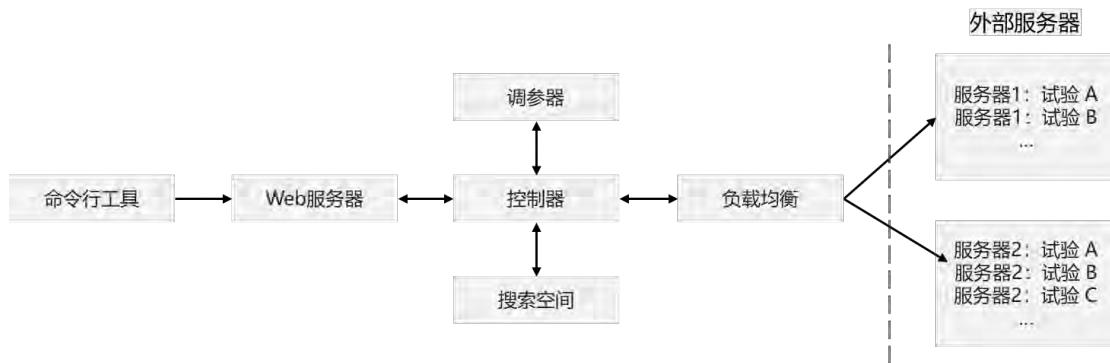 外部服务器
服务器1：试验 A
服务器1：试验 B
...
调参器
命令行工具
Web服务器
控制器
负载均衡
搜索空间
服务器2：试验 A
服务器2：试验 B
服务器2：试验 C
...